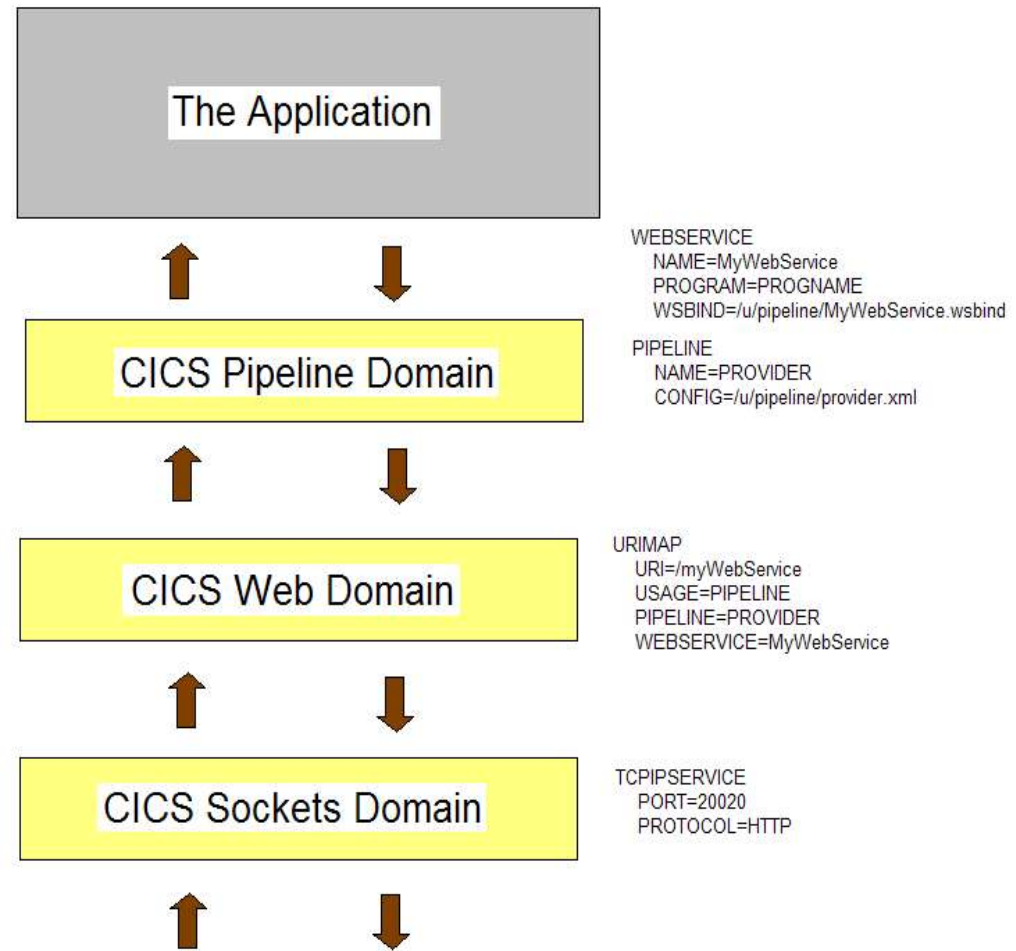 The Application
WEBSERVICE
NAME=MyWebService
PROGRAM=PROGNAME
WSBIND=/u/pipeline/MyWebService.wsbind
CICS Pipeline Domain
PIPELINE
NAME=PROVIDER
CONFIG=/u/pipeline/provider.xml
CICS Web Domain
URIMAP
URI=/myWebService
USAGE=PIPELINE
PIPELINE=PROVIDER
WEBSERVICE=MyWebService
CICS Sockets Domain
TCPIPSERVICE
PORT=20020
PROTOCOL=HTTP